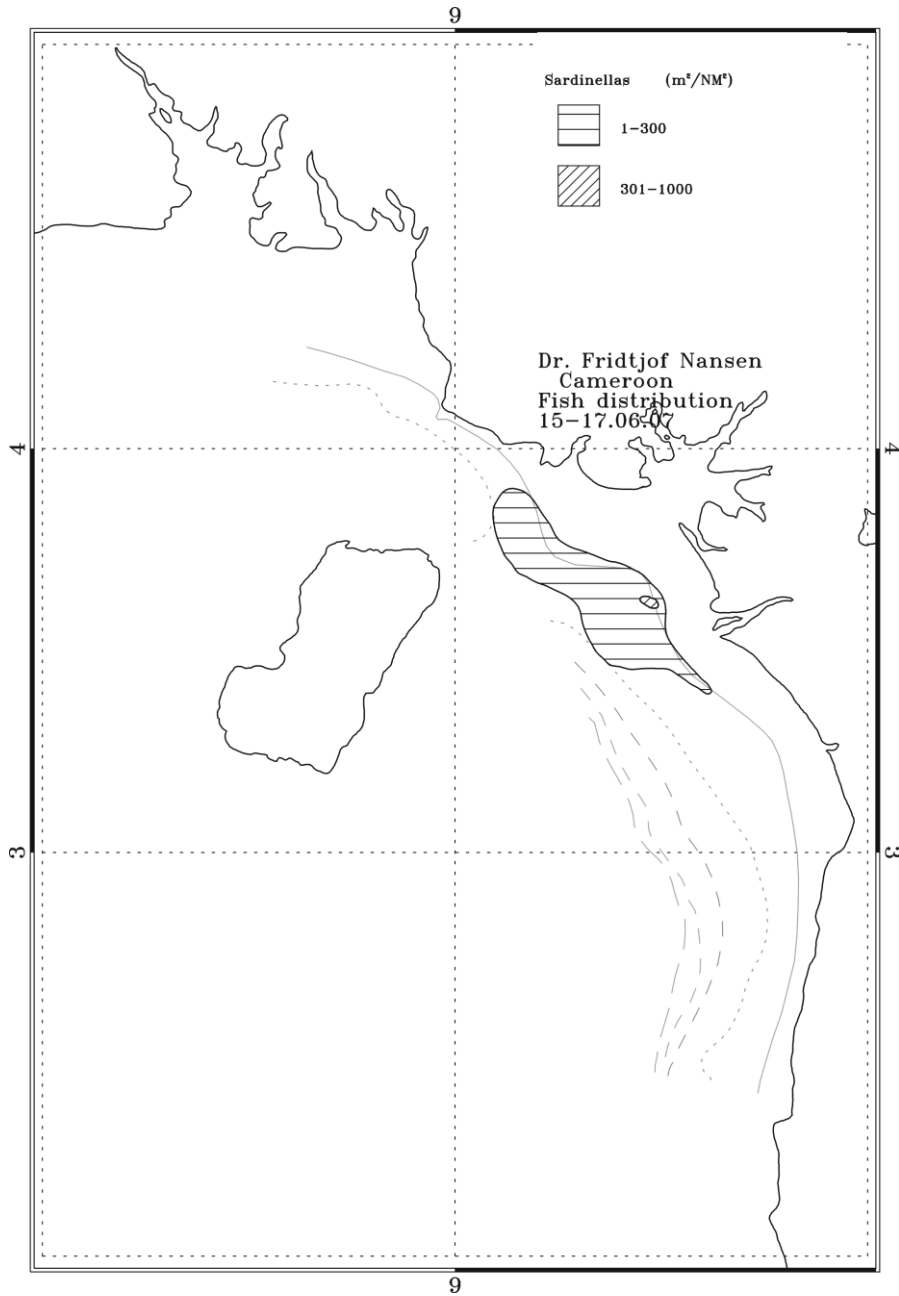 9
Sardinellas (m²/NM²)
1-300
301-1000
Dr. Fridtjof Nansen
Cameroon
Fish distribution
15-17.06.07
4 4
3 3
9